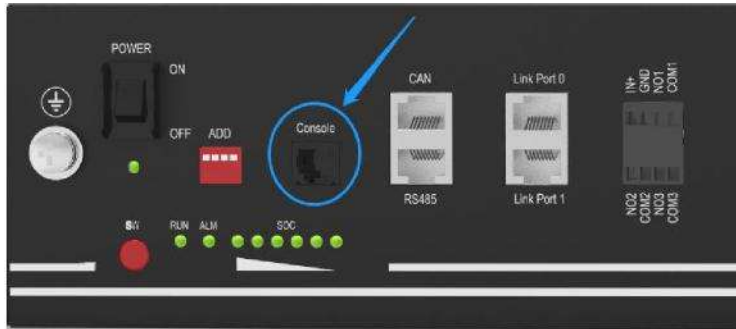 POWER
ON
OFF
ADD
Console
CAN
RS485
Link Port 0
Link Port 1
IN+
GND
NO1
COM1
NO2
COM2
NO3
COM3
SW
RUN
ALM
SOC